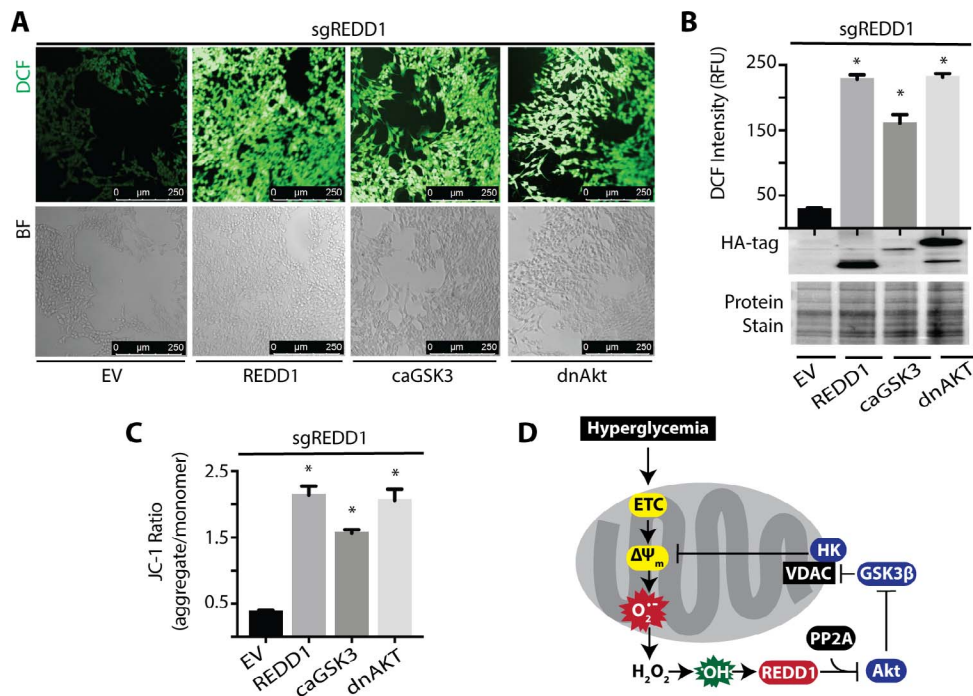 A
sgREDD1
DCF
0 μm 250
0 μm 250
0 μm 250
0 μm 250
BF
0 μm 250
0 μm 250
0 μm 250
0 μm 250
EV
REDD1
caGSK3
dnAkt
B
sgREDD1
DCF Intensity (RFU)
250
150
50
*
*
*
HA-tag
Protein
Stain
EV
REDD1
caGSK3
dnAKT
C
sgREDD1
JC-1 Ratio
(aggregate/monomer)
2.5
1.5
0.5
*
*
*
EV
REDD1
caGSK3
dnAKT
D
Hyperglycemia
ETC
ΔΨm
O2•−
HK
VDAC
GSK3β
PP2A
H2O2
•OH
REDD1
Akt